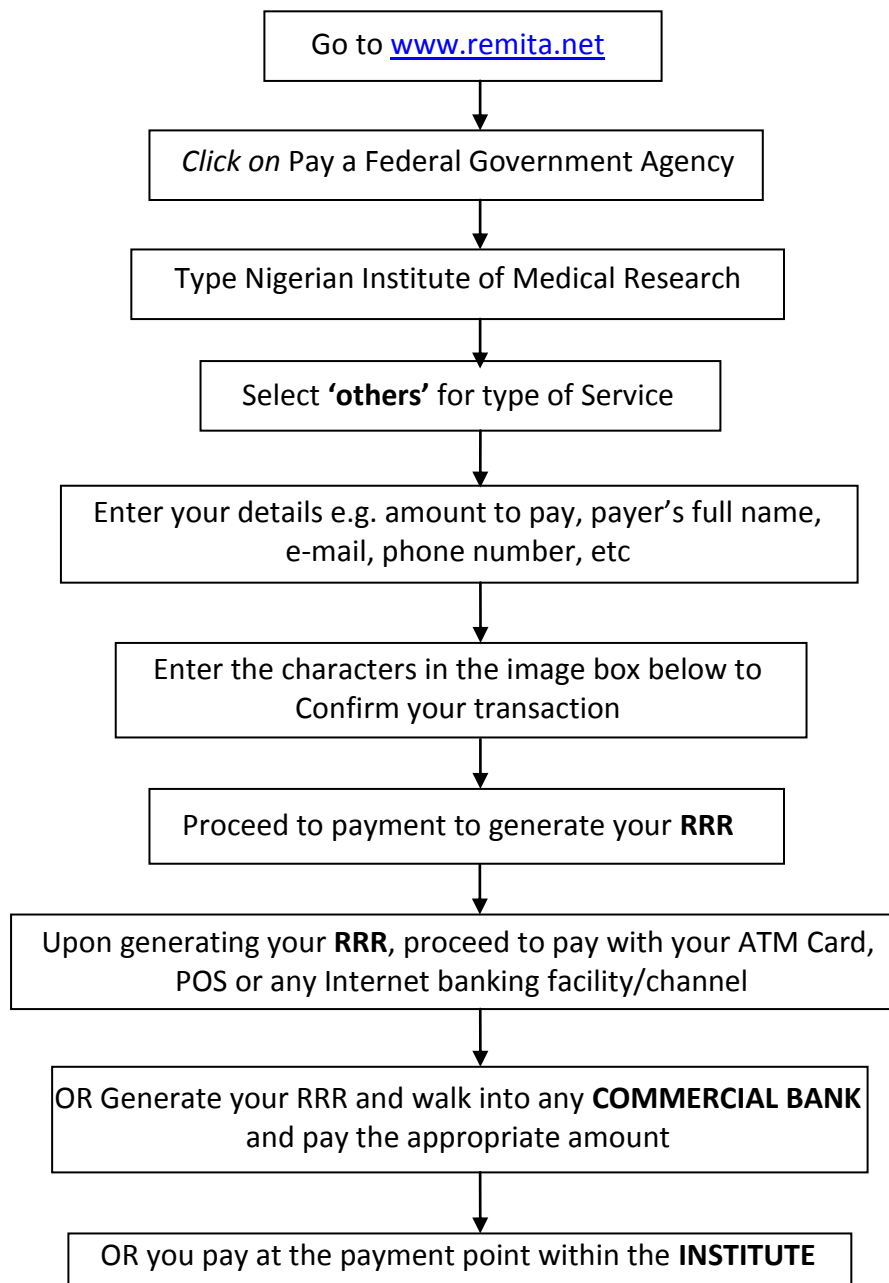 Go to www.remita.net
Click on Pay a Federal Government Agency
Type Nigerian Institute of Medical Research
Select ‘others’ for type of Service
Enter your details e.g. amount to pay, payer’s full name,
e-mail, phone number, etc
Enter the characters in the image box below to
Confirm your transaction
Proceed to payment to generate your RRR
Upon generating your RRR, proceed to pay with your ATM Card,
POS or any Internet banking facility/channel
OR Generate your RRR and walk into any COMMERCIAL BANK
and pay the appropriate amount
OR you pay at the payment point within the INSTITUTE